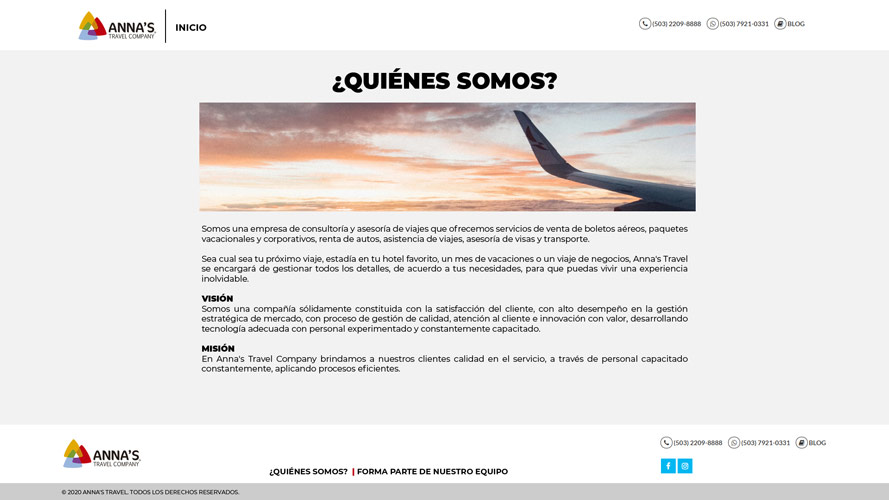 ANNA'S
TRAVEL COMPANY
INICIO
(503) 2209-8888 (503) 7921-0331 BLOG
¿QUIÉNES SOMOS?
Somos una empresa de consultoría y asesoría de viajes que ofrecemos servicios de venta de boletos aéreos, paquetes
vacacionales y corporativos, renta de autos, asistencia de viajes, asesoría de visas y transporte.
Sea cual sea tu próximo viaje, estadía en tu hotel favorito, un mes de vacaciones o un viaje de negocios, Anna's Travel
se encargará de gestionar todos los detalles, de acuerdo a tus necesidades, para que puedas vivir una experiencia
inolvidable.
VISIÓN
Somos una compañía sólidamente constituida con la satisfacción del cliente, con alto desempeño en la gestión
estratégica de mercado, con proceso de gestión de calidad, atención al cliente e innovación con valor, desarrollando
tecnología adecuada con personal experimentado y constantemente capacitado.
MISIÓN
En Anna's Travel Company brindamos a nuestros clientes calidad en el servicio, a través de personal capacitado
constantemente, aplicando procesos eficientes.
ANNA'S
TRAVEL COMPANY
(503) 2209-8888 (503) 7921-0331 BLOG
¿QUIÉNES SOMOS? | FORMA PARTE DE NUESTRO EQUIPO
© 2020 ANNA'S TRAVEL, TODOS LOS DERECHOS RESERVADOS.